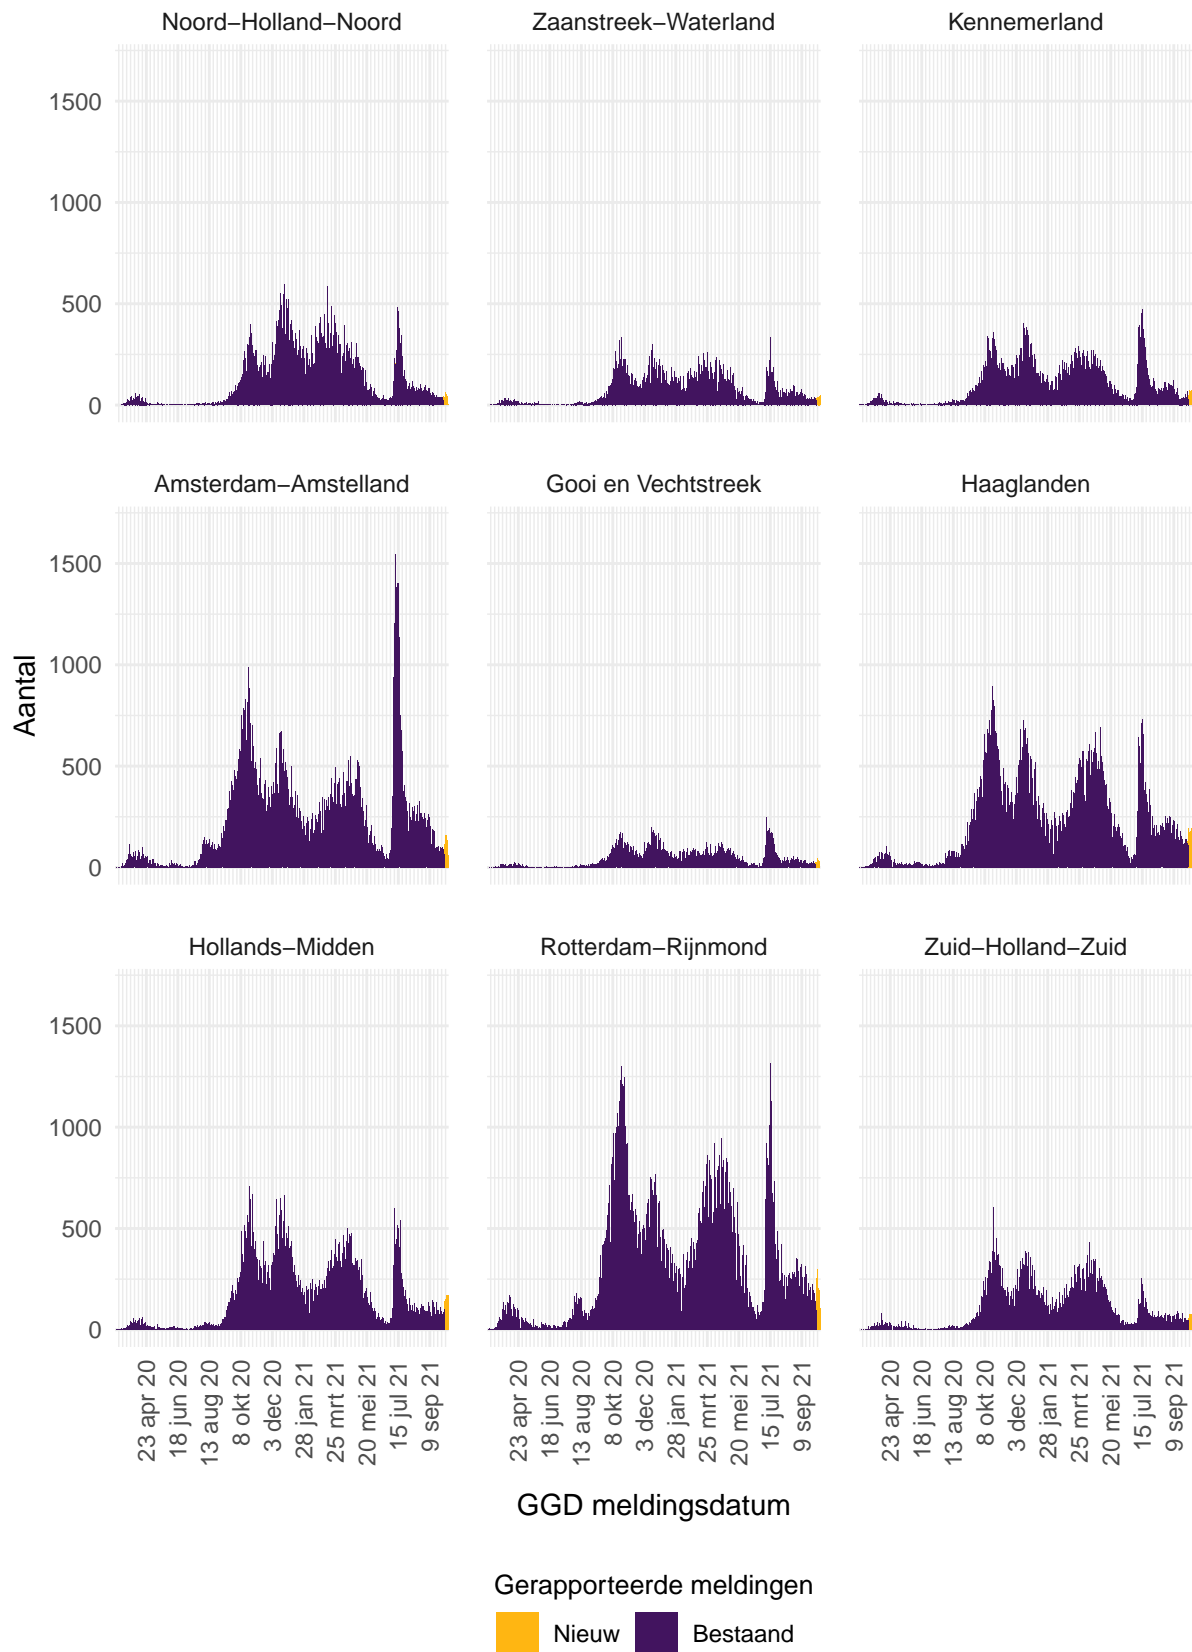 Noord−Holland−Noord
Zaanstreek−Waterland
Kennemerland
1500
1000
500
0
Amsterdam−Amstelland
Gooi en Vechtstreek
Haaglanden
1500
1000
500
0
Aantal
Hollands−Midden
Rotterdam−Rijnmond
Zuid−Holland−Zuid
1500
1000
500
0
23 apr 20
18 jun 20
13 aug 20
8 okt 20
3 dec 20
28 jan 21
25 mrt 21
20 mei 21
15 jul 21
9 sep 21
23 apr 20
18 jun 20
13 aug 20
8 okt 20
3 dec 20
28 jan 21
25 mrt 21
20 mei 21
15 jul 21
9 sep 21
23 apr 20
18 jun 20
13 aug 20
8 okt 20
3 dec 20
28 jan 21
25 mrt 21
20 mei 21
15 jul 21
9 sep 21
GGD meldingsdatum
Gerapporteerde meldingen
Nieuw
Bestaand